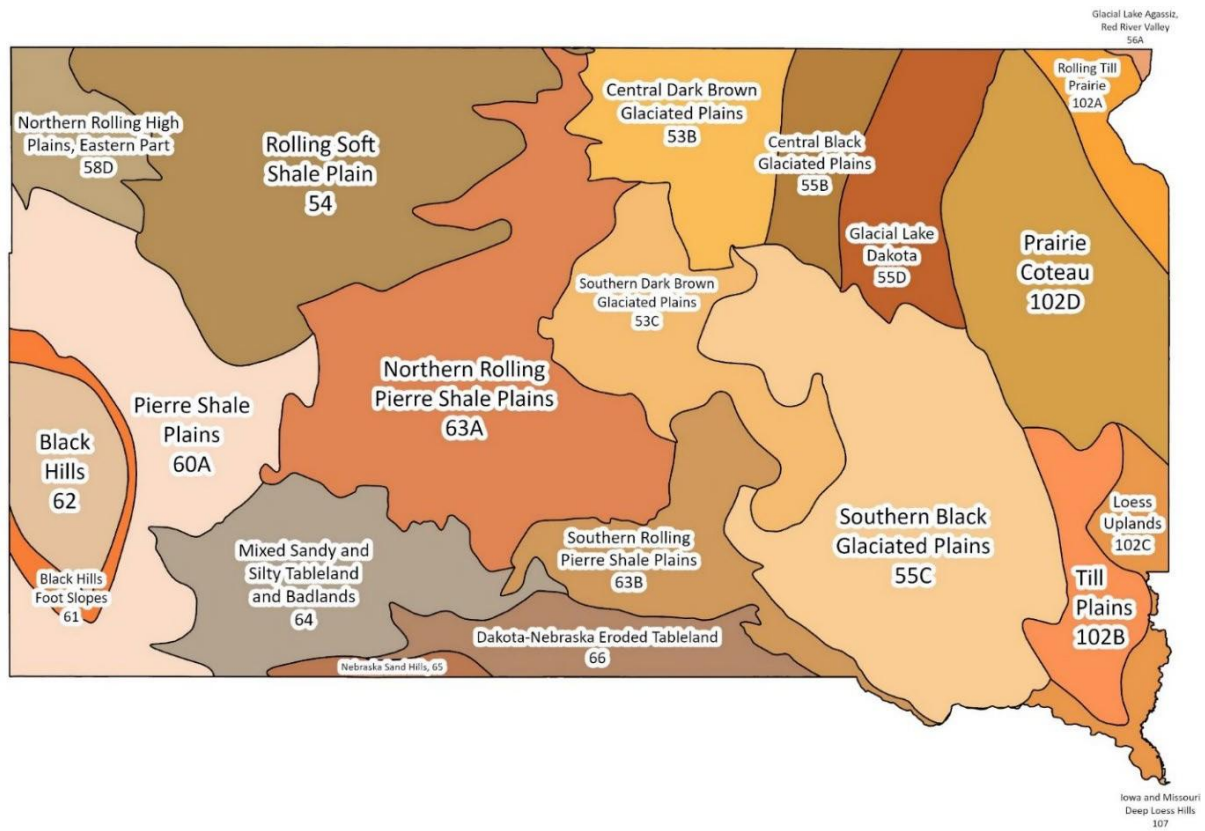 Glacial Lake Agassiz,
Red River Valley
56A
Northern Rolling High
Plains, Eastern Part
58D
Rolling Soft
Shale Plain
54
Central Dark Brown
Glaciated Plains
53B
Central Black
Glaciated Plains
55B
Rolling Till
Prairie
102A
Glacial Lake
Dakota
55D
Prairie
Coteau
102D
Southern Dark Brown
Glaciated Plains
53C
Northern Rolling
Pierre Shale Plains
63A
Pierre Shale
Plains
60A
Black
Hills
62
Black Hills
Foot Slopes
61
Mixed Sandy and
Silty Tableland
and Badlands
64
Southern Rolling
Pierre Shale Plains
63B
Southern Black
Glaciated Plains
55C
Loess
Uplands
102C
Till
Plains
102B
Dakota-Nebraska Eroded Tableland
66
Nebraska Sand Hills, 65
Iowa and Missouri
Deep Loess Hills
107